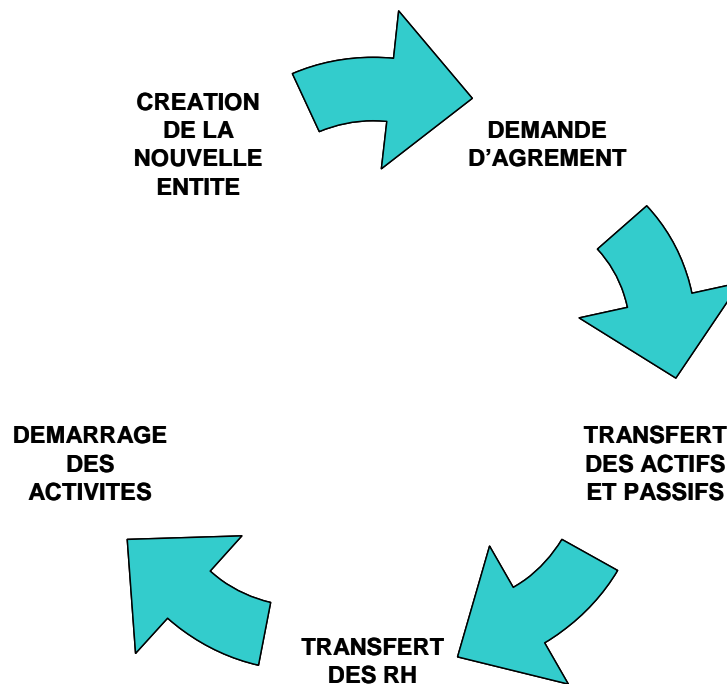 CREATION
DE LA
NOUVELLE
ENTITE
DEMANDE
D'AGREMENT
TRANSFERT
DES ACTIFS
ET PASSIFS
TRANSFERT
DES RH
DEMARRAGE
DES
ACTIVITES